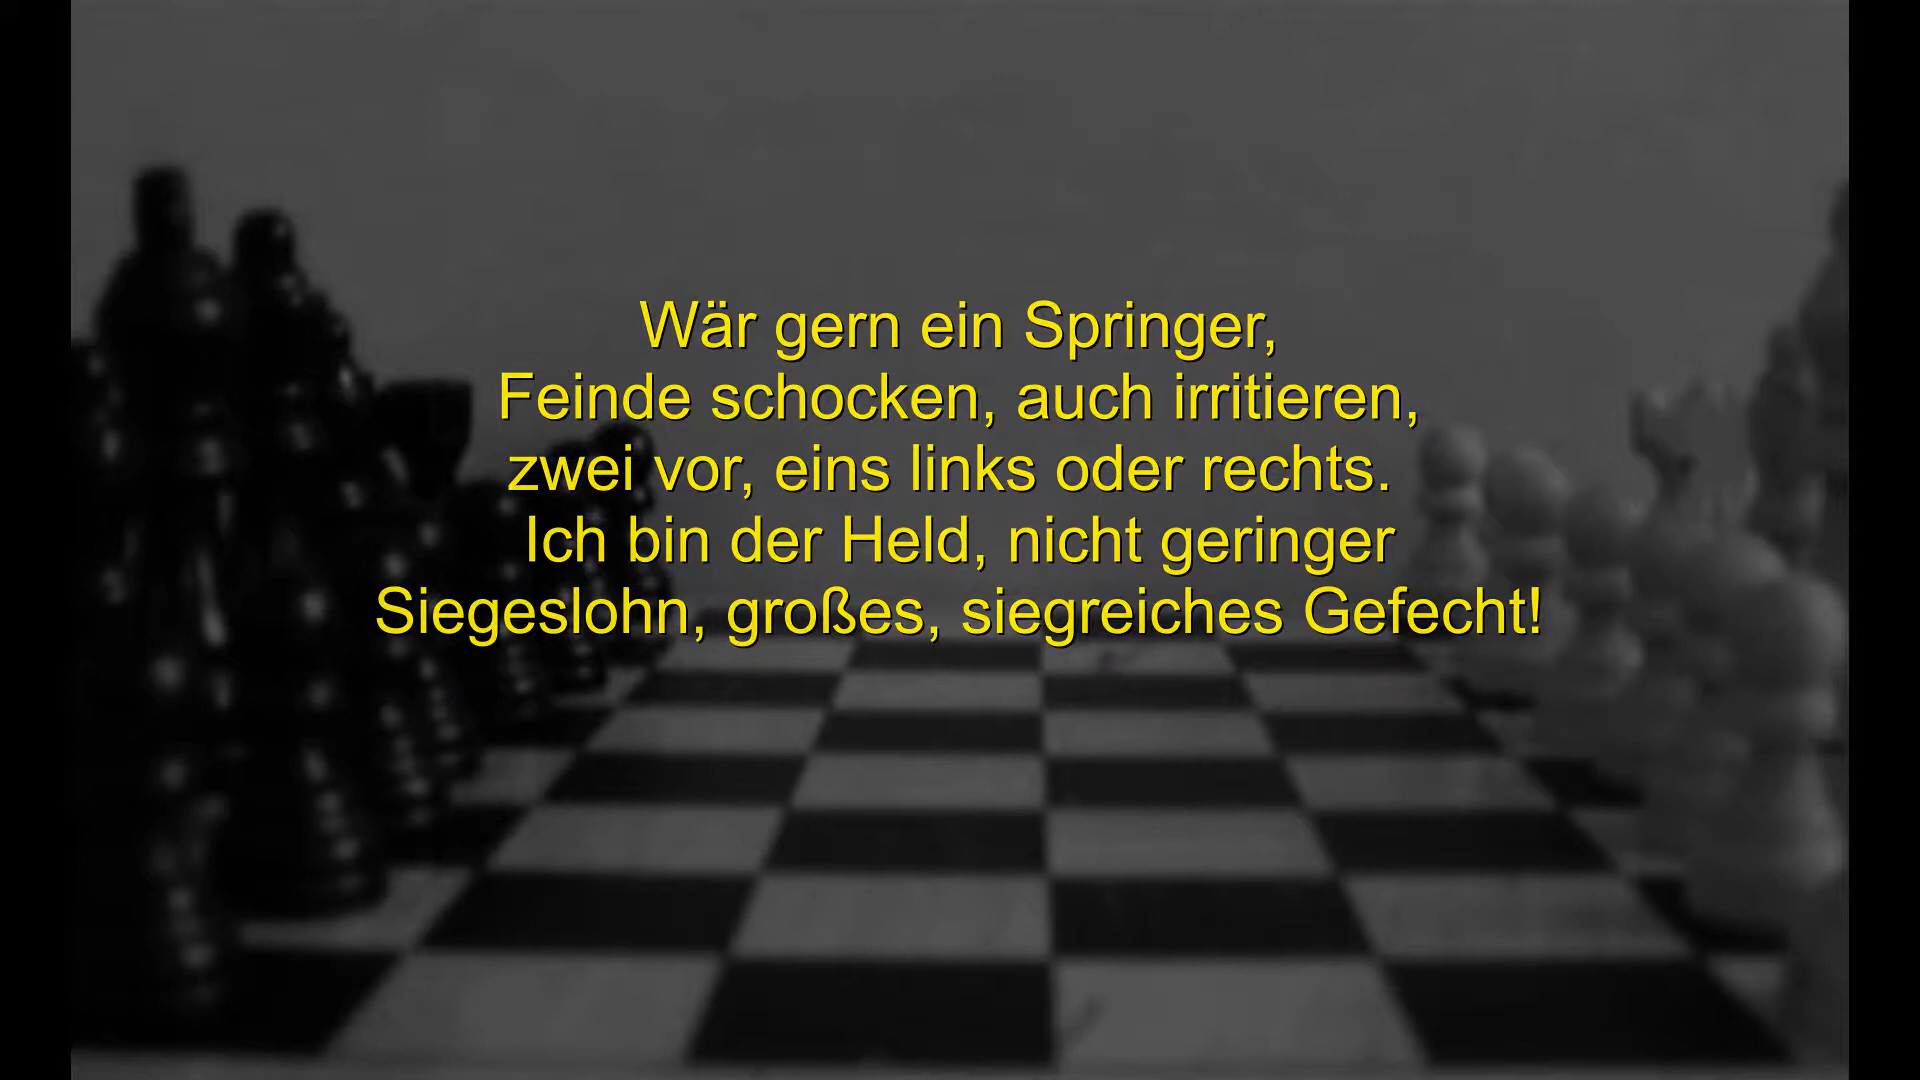 Wär gern ein Springer,
Feinde schocken, auch irritieren,
zwei vor, eins links oder rechts.
Ich bin der Held, nicht geringer
Siegeslohn, großes, siegreiches Gefecht!